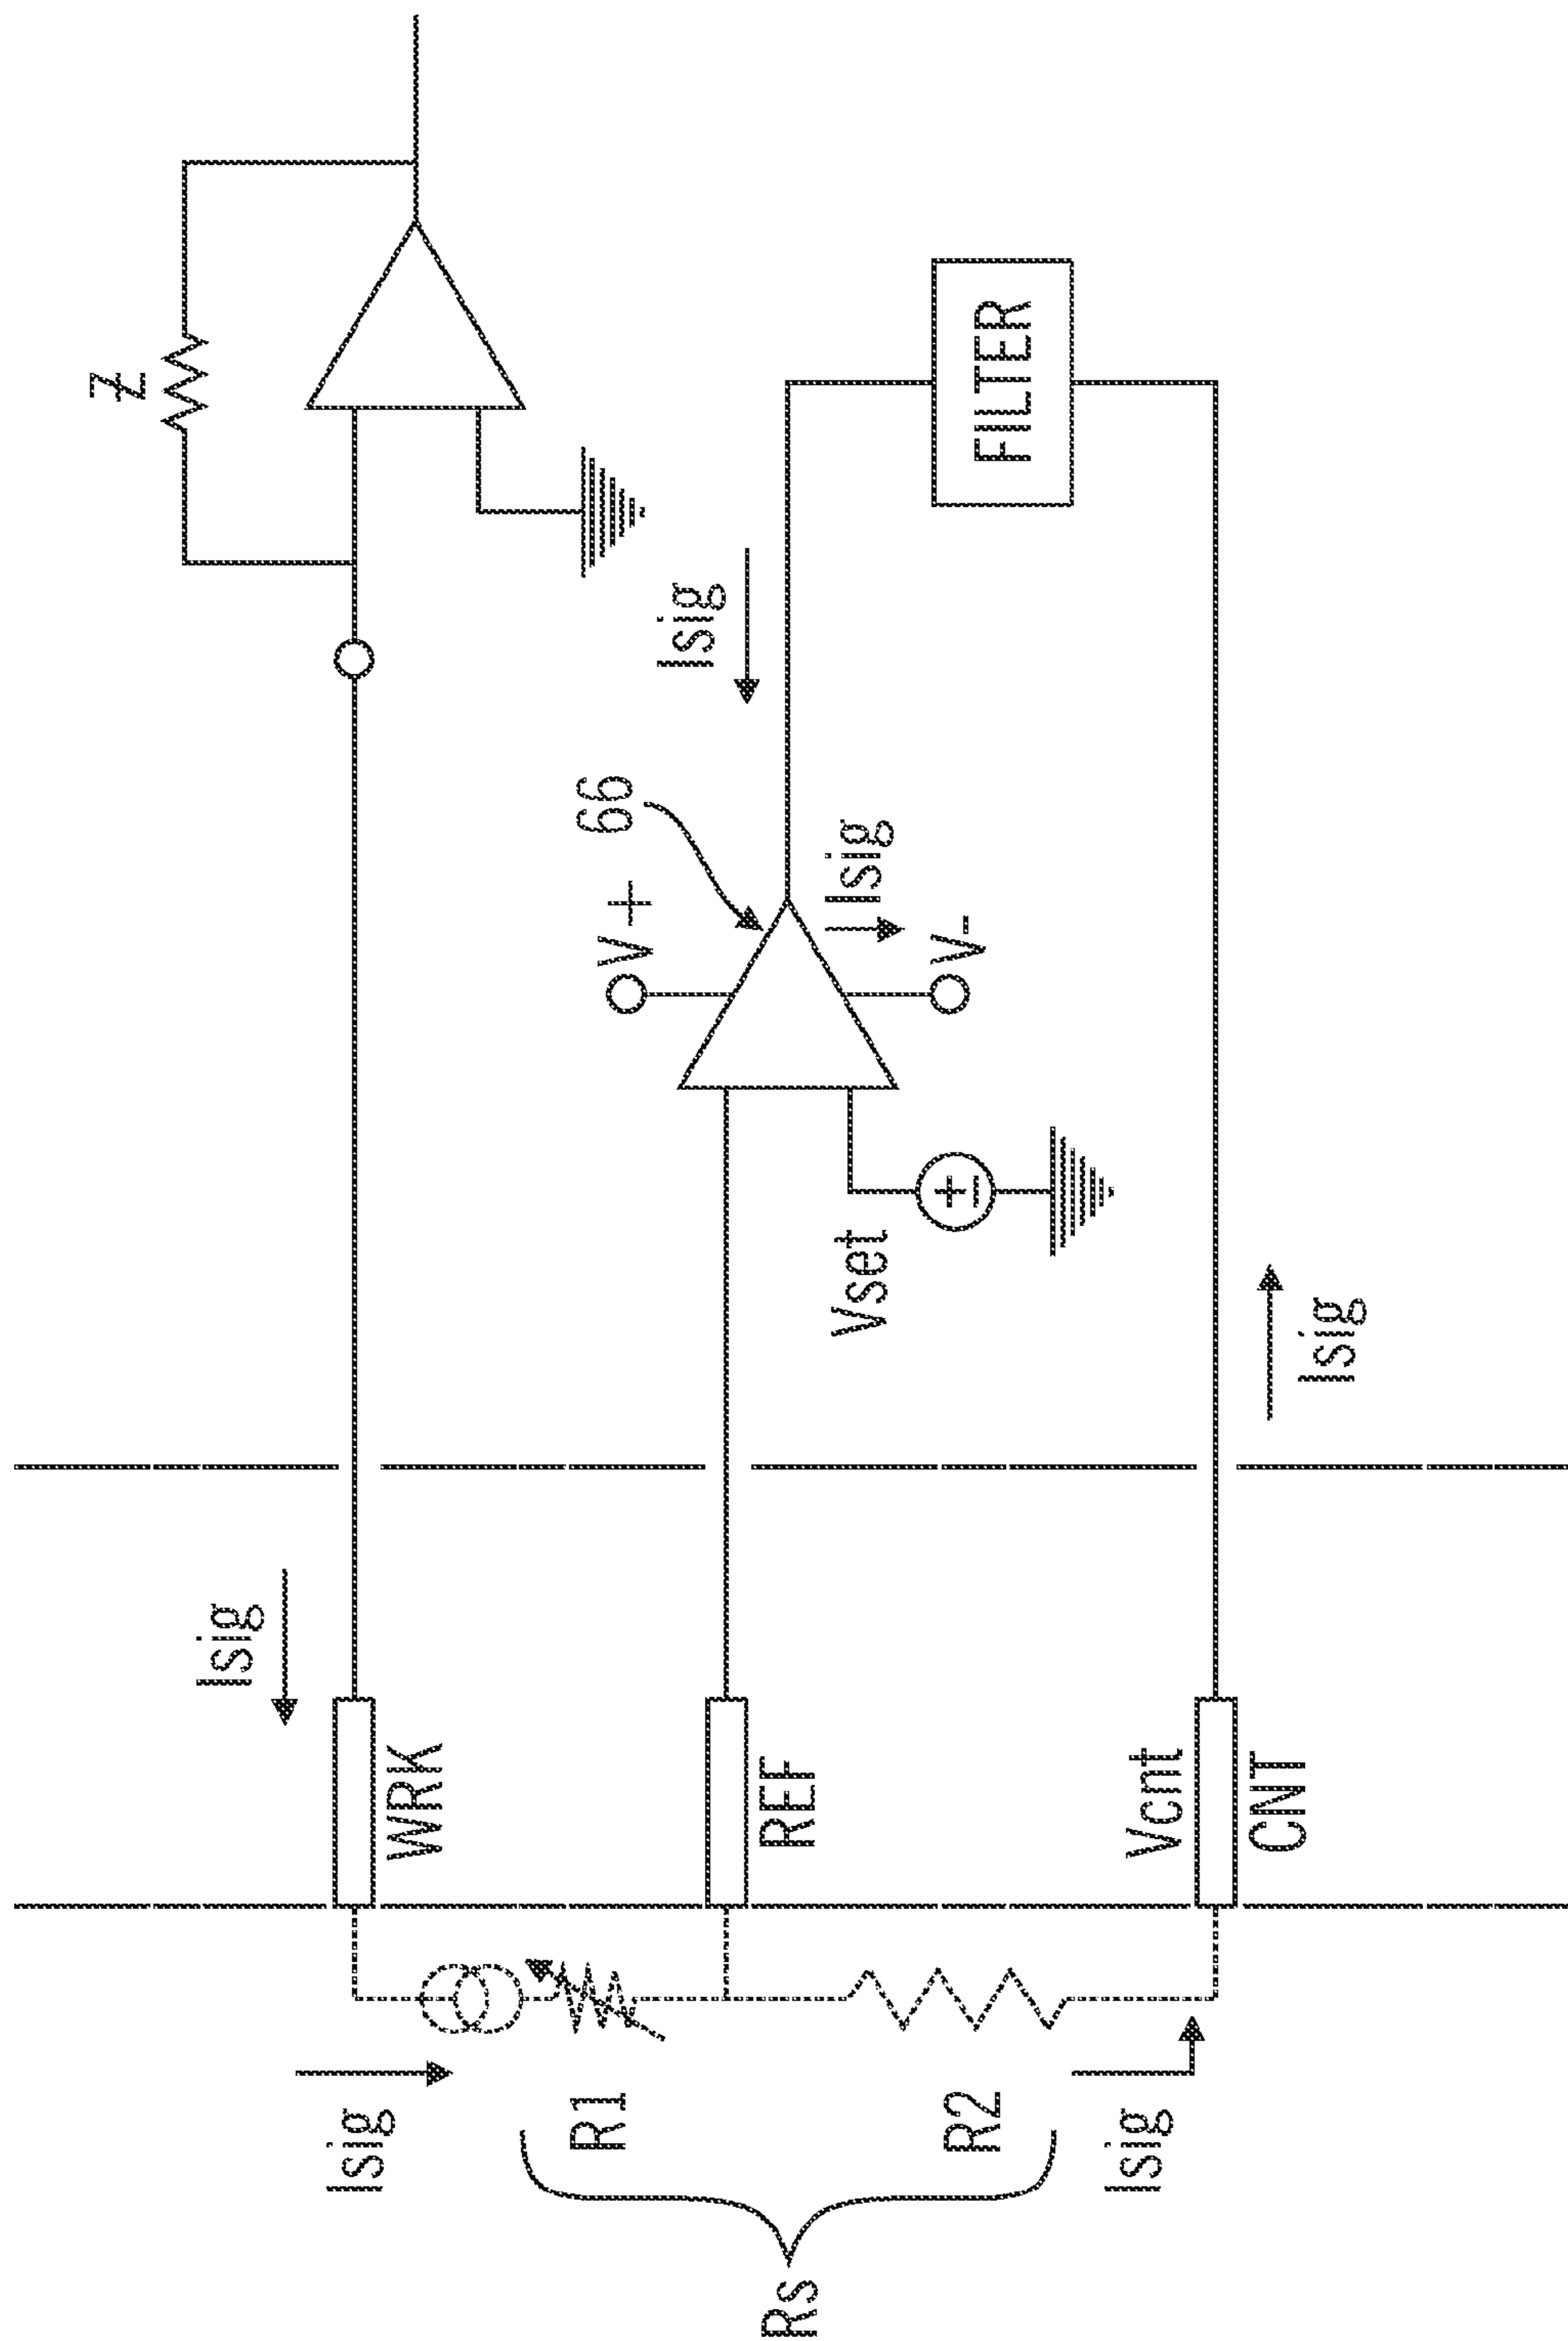 Z
Isig
Isig
WRK
R1
66
V +
Isig
Rs
REF
Vset
Isig
V-
R2
FILTER
Isig
Vcnt
CNT
Isig